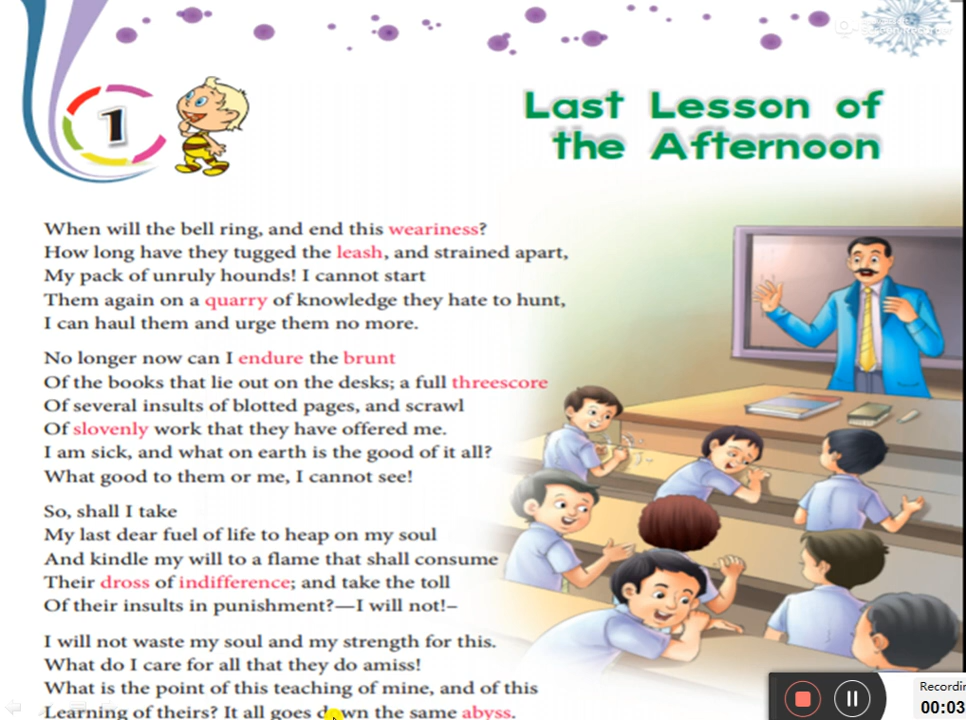 1
Last Lesson of
the Afternoon
When will the bell ring, and end this weariness?
How long have they tugged the leash, and strained apart,
My pack of unruly hounds! I cannot start
Them again on a quarry of knowledge they hate to hunt,
I can haul them and urge them no more.
No longer now can I endure the brunt
Of the books that lie out on the desks; a full threescore
Of several insults of blotted pages, and scrawl
Of slovenly work that they have offered me.
I am sick, and what on earth is the good of it all?
What good to them or me, I cannot see!
So, shall I take
My last dear fuel of life to heap on my soul
And kindle my will to a flame that shall consume
Their dross of indifference; and take the toll
Of their insults in punishment?—I will not!–
I will not waste my soul and my strength for this.
What do I care for all that they do amiss!
What is the point of this teaching of mine, and of this
Learning of theirs? It all goes down the same abyss.
Recordin
00:03